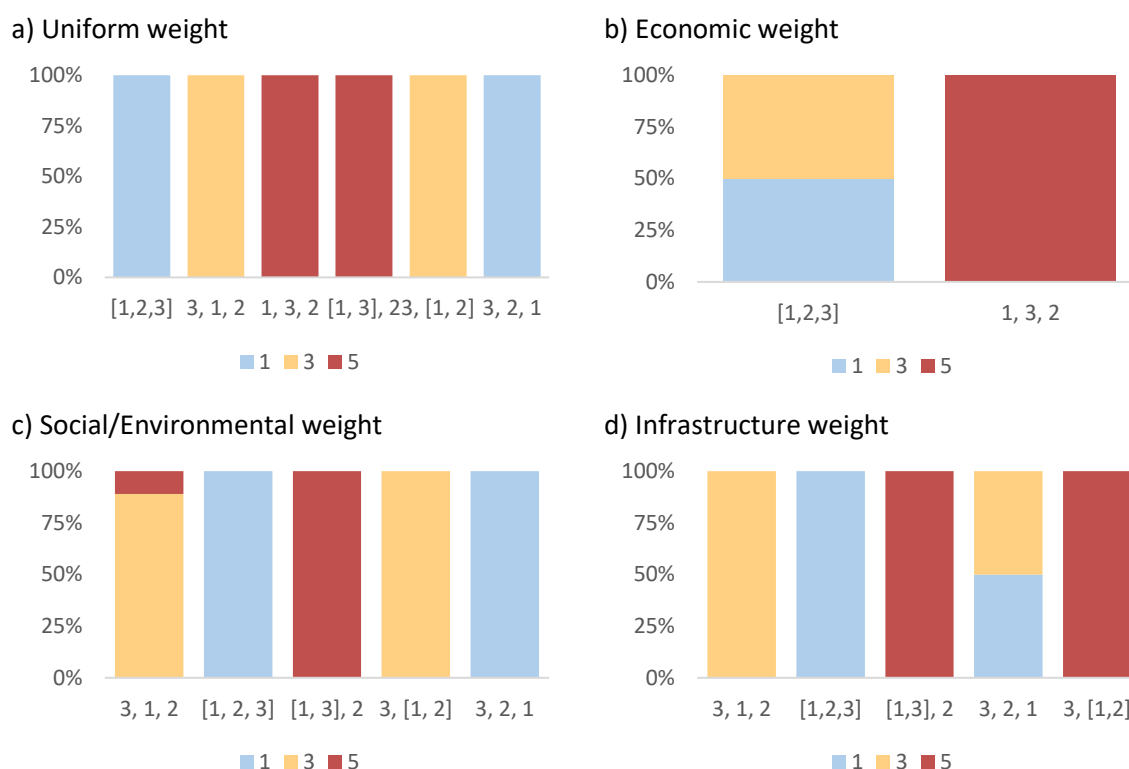 a) Uniform weight
100%
75%
50%
25%
0%
[1,2,3] 3, 1, 2 1, 3, 2 [1, 3], 23, [1, 2] 3, 2, 1
1 3 5
b) Economic weight
100%
75%
50%
25%
0%
[1,2,3] 1, 3, 2
1 3 5
c) Social/Environmental weight
100%
75%
50%
25%
0%
3, 1, 2 [1, 2, 3] [1, 3], 2 3, [1, 2] 3, 2, 1
1 3 5
d) Infrastructure weight
100%
75%
50%
25%
0%
3, 1, 2 [1,2,3] [1,3], 2 3, 2, 1 3, [1,2]
1 3 5